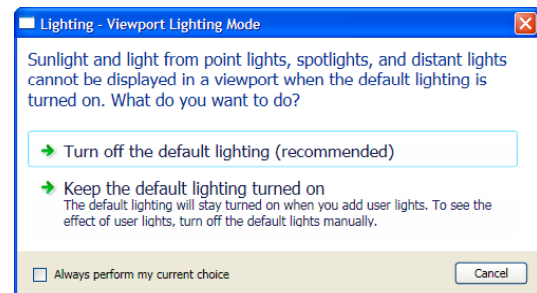 Lighting - Viewport Lighting Mode
Sunlight and light from point lights, spotlights, and distant lights
cannot be displayed in a viewport when the default lighting is
turned on. What do you want to do?
Turn off the default lighting (recommended)
Keep the default lighting turned on
The default lighting will stay turned on when you add user lights. To see the
effect of user lights, turn off the default lights manually.
Always perform my current choice
Cancel